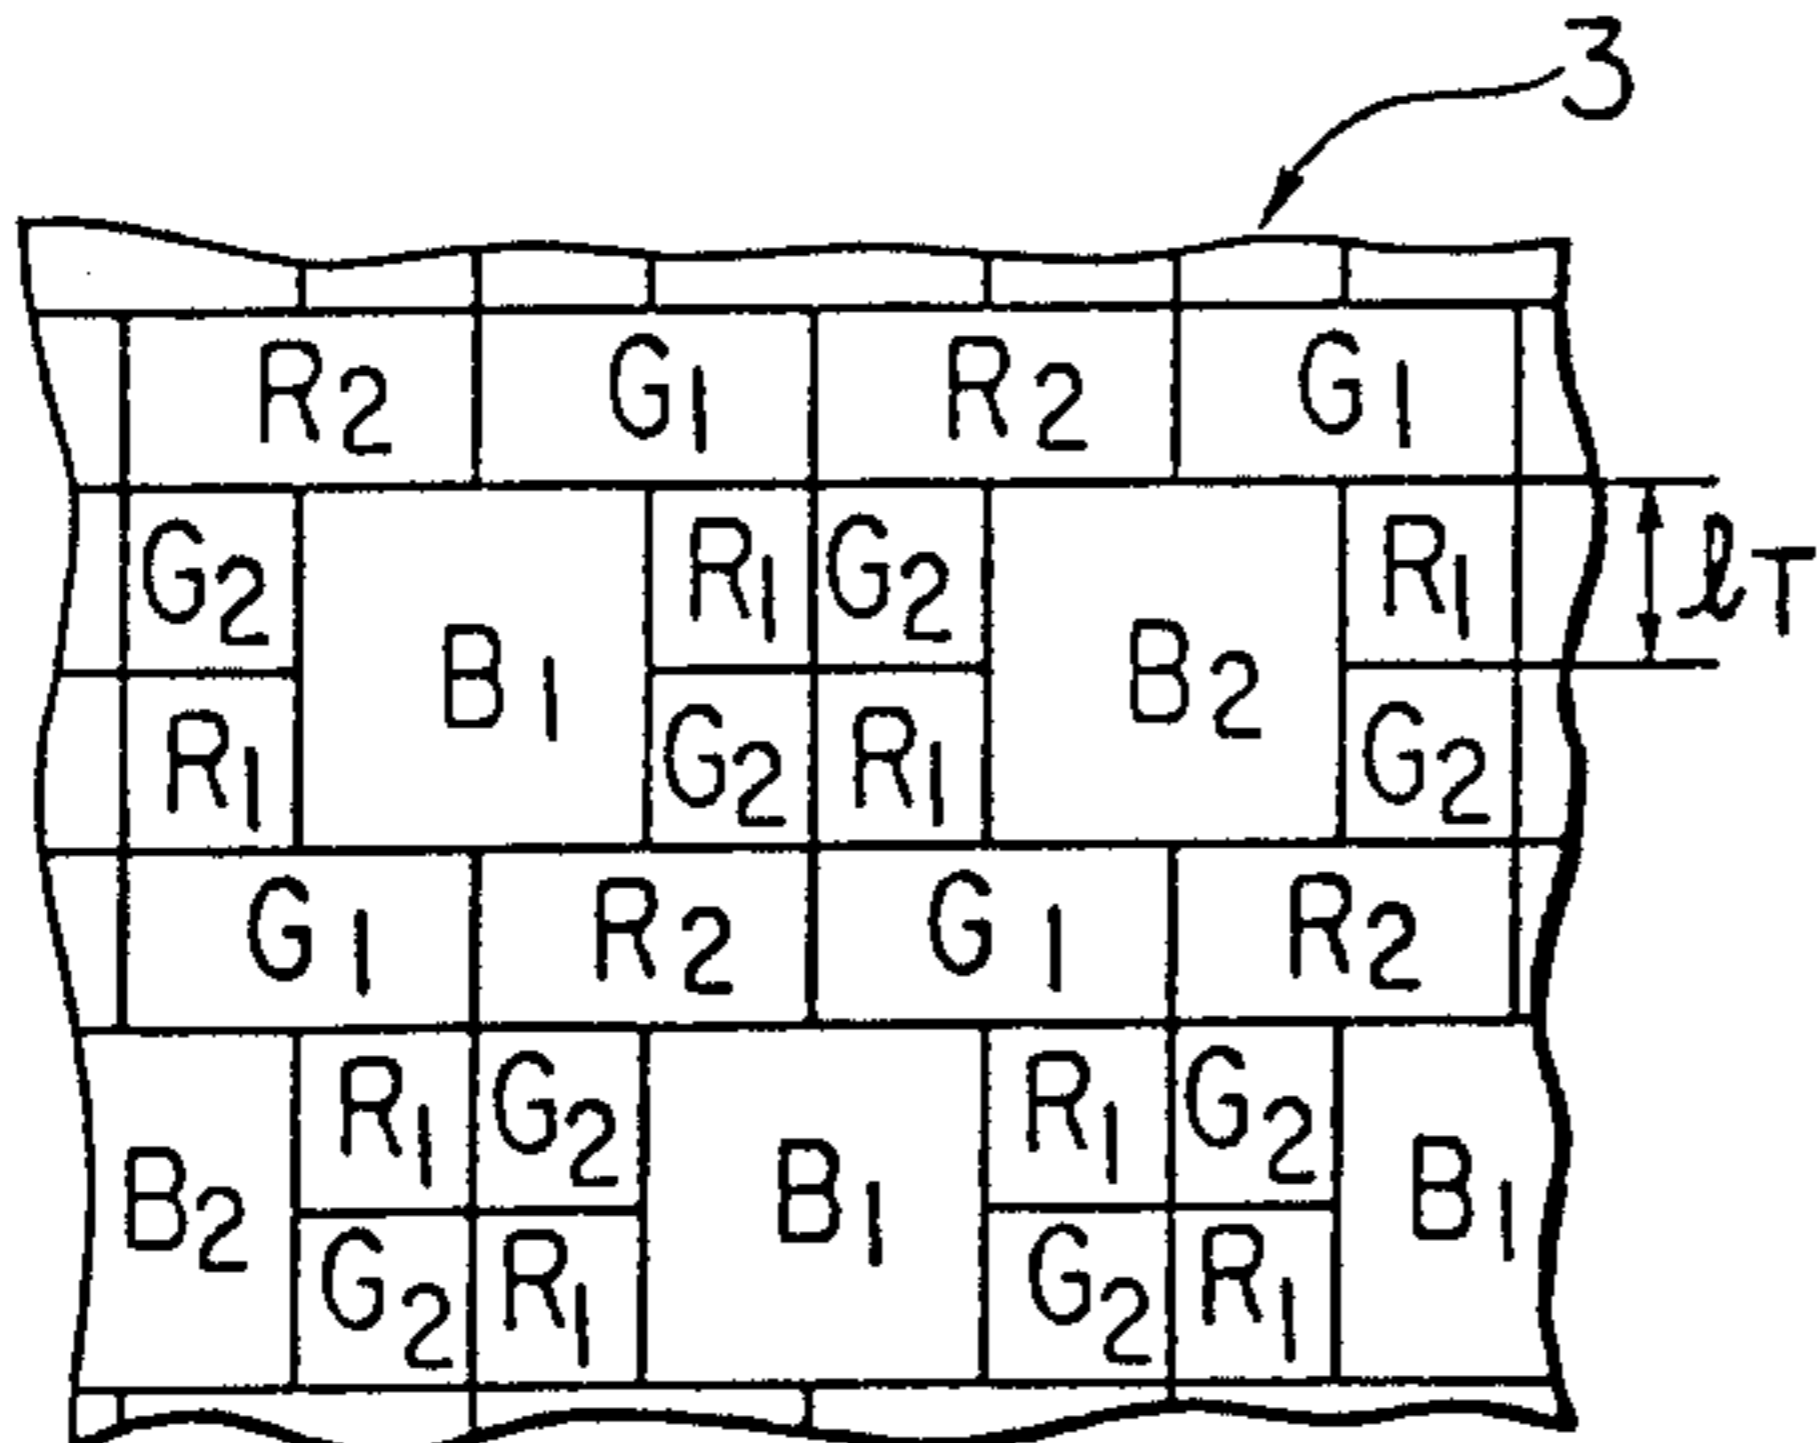 3
R2 G1 R2 G1
G2 B1 R1 G2 B2 R1 ℓT
R1 G2 R1 G2
G1 R2 G1 R2
B2 R1 G2 B1 R1 G2 B1
G2 R1 G2 R1